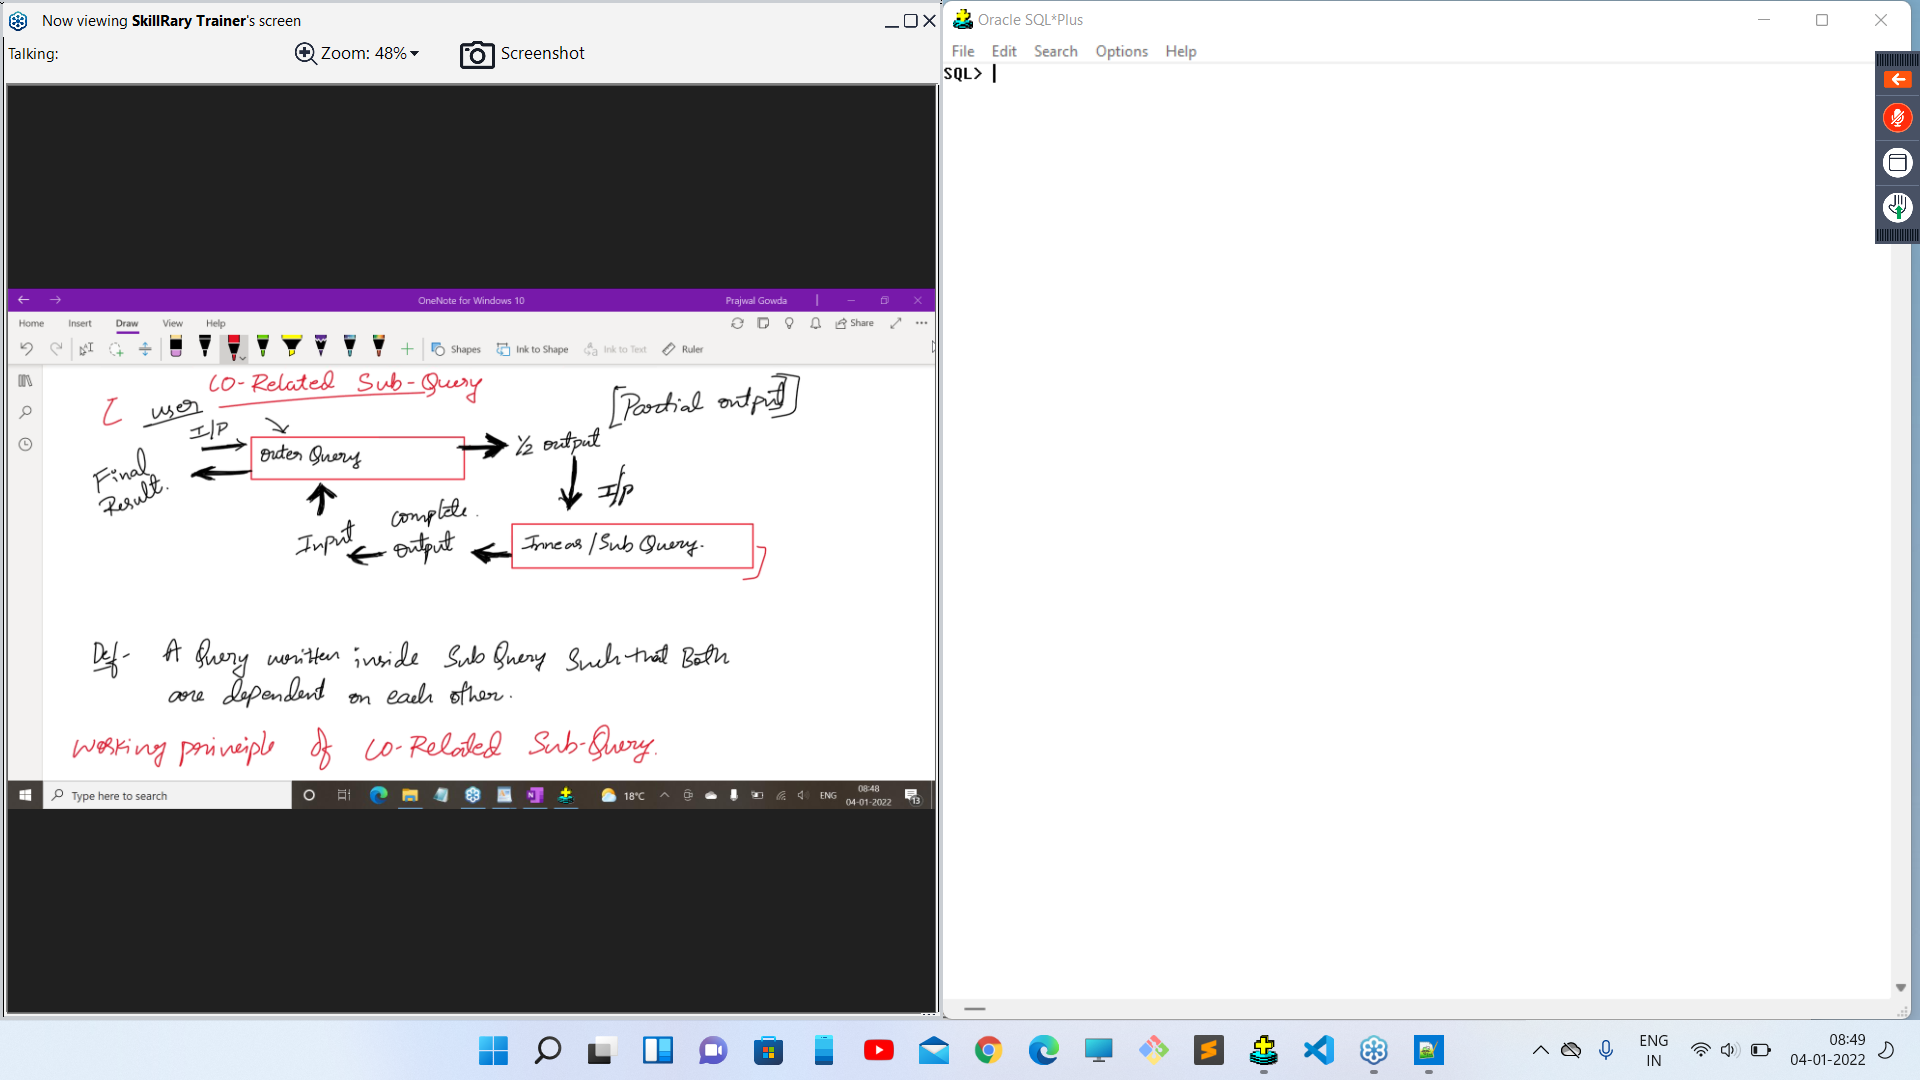 Now viewing SkillRary Trainer's screen
Talking:
Zoom: 48%
Screenshot
OneNote for Windows 10
Prajwal Gowda
Home Insert Draw View Help
Share
Shapes
Ink to Shape
Ink to Text
Ruler
CO-Related Sub-Query
[ user
[Partial output]
I/P
outer Query
1/2 output
Final
Result.
I/P
complete.
Input
output
Inner/Sub Query.
Def- A Query written inside Sub Query Such that Both
are dependent on each other.
Working principle of CO-Related Sub-Query.
Type here to search
18°C
ENG
08:48
04-01-2022
13
Oracle SQL*Plus
File Edit Search Options Help
SQL>
ENG
IN
08:49
04-01-2022